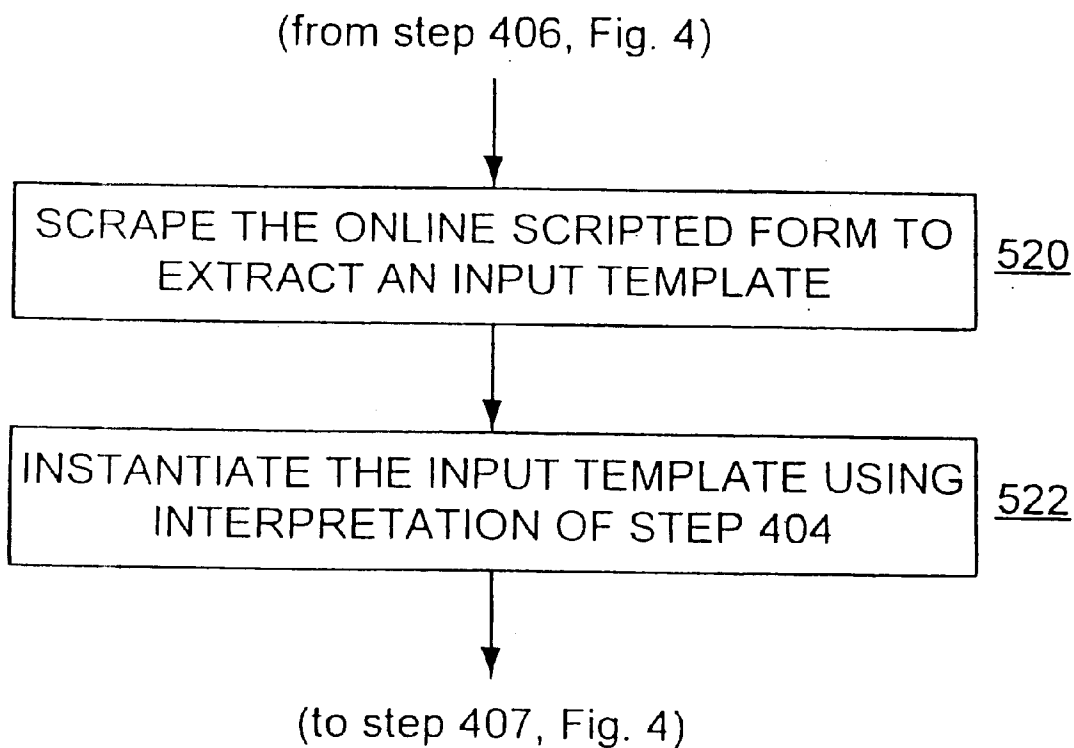 (from step 406, Fig. 4)
SCRAPE THE ONLINE SCRIPTED FORM TO
EXTRACT AN INPUT TEMPLATE
520
INSTANTIATE THE INPUT TEMPLATE USING
INTERPRETATION OF STEP 404
522
(to step 407, Fig. 4)